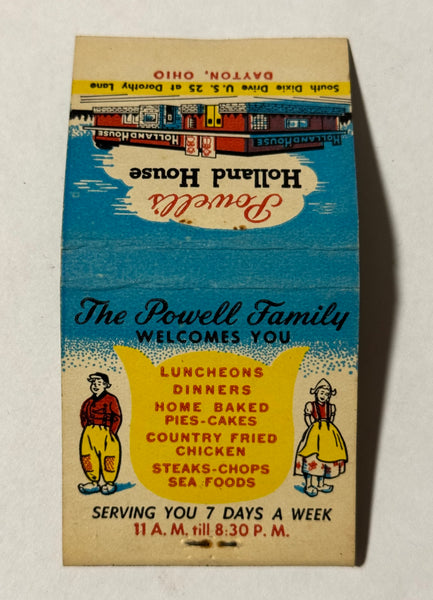 DAYTON, OHIO
South Dixie Drive U.S. 25 at Dorothy Lane
HOLLAND HOUSE
HOLLAND HOUSE
Powell's
Holland House
The Powell Family
WELCOMES YOU
LUNCHEONS
DINNERS
HOME BAKED
PIES-CAKES
COUNTRY FRIED
CHICKEN
STEAKS-CHOPS
SEA FOODS
SERVING YOU 7 DAYS A WEEK
11 A.M. till 8:30 P.M.